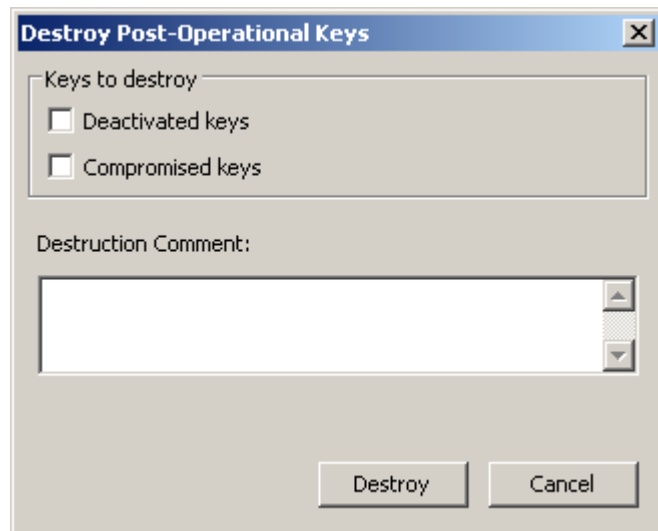 Destroy Post-Operational Keys
Keys to destroy
Deactivated keys
Compromised keys
Destruction Comment:
Destroy Cancel